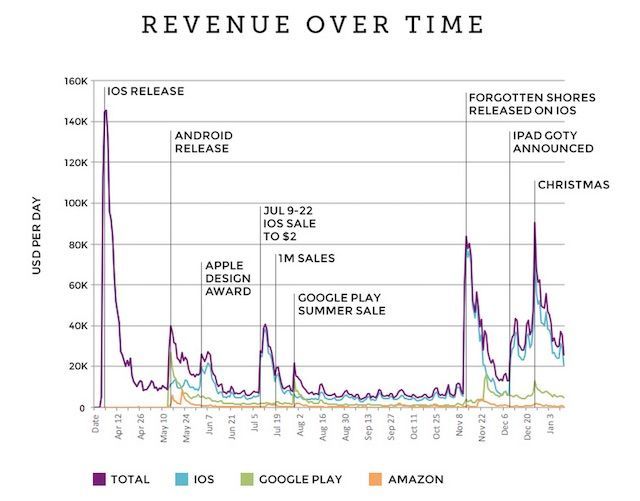 REVENUE OVER TIME
160K
140K
120K
100K
80K
60K
40K
20K
0
USD PER DAY
IOS RELEASE
ANDROID
RELEASE
APPLE
DESIGN
AWARD
JUL 9-22
IOS SALE
TO $2
1M SALES
GOOGLE PLAY
SUMMER SALE
FORGOTTEN SHORES
RELEASED ON IOS
IPAD GOTY
ANNOUNCED
CHRISTMAS
Date
Apr 12
Apr 26
May 10
May 24
Jun 7
Jun 21
Jul 5
Jul 19
Aug 2
Aug 16
Aug 30
Sep 13
Sep 27
Oct 11
Oct 25
Nov 8
Nov 22
Dec 6
Dec 20
Jan 3
TOTAL
IOS
GOOGLE PLAY
AMAZON